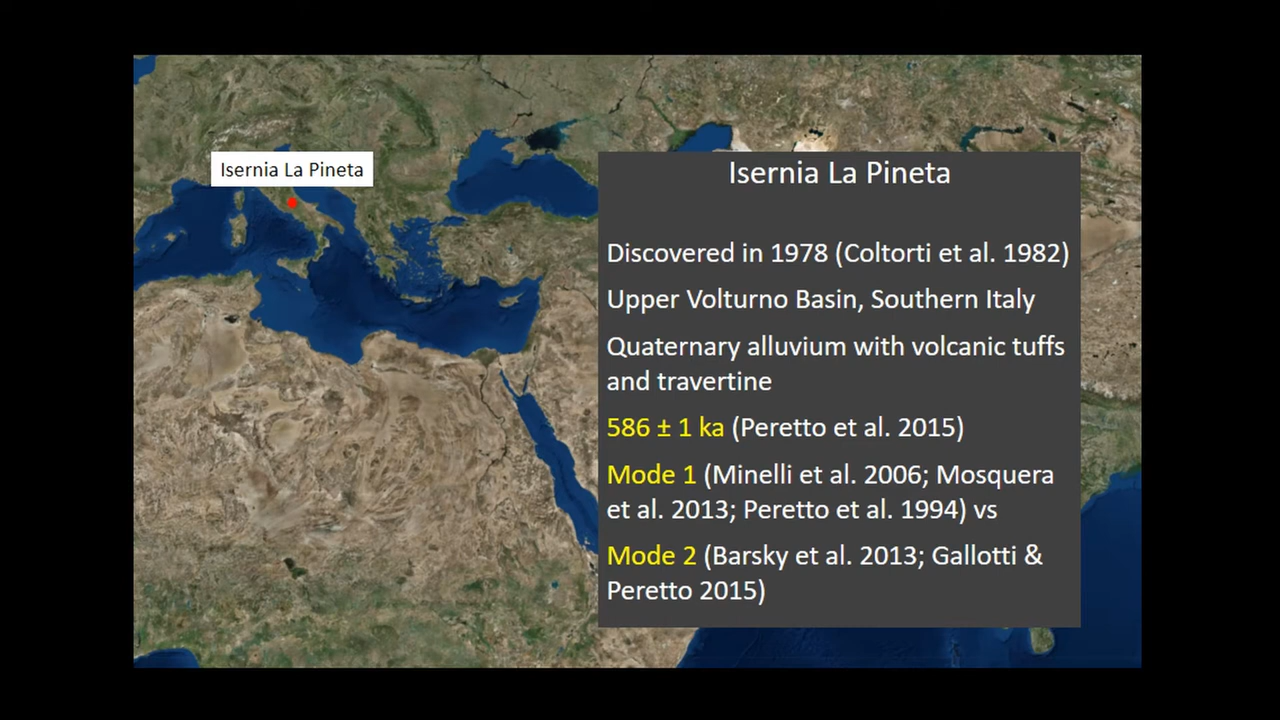 Isernia La Pineta
Isernia La Pineta
Discovered in 1978 (Coltorti et al. 1982)
Upper Volturno Basin, Southern Italy
Quaternary alluvium with volcanic tuffs
and travertine
586 ± 1 ka (Peretto et al. 2015)
Mode 1 (Minelli et al. 2006; Mosquera
et al. 2013; Peretto et al. 1994) vs
Mode 2 (Barsky et al. 2013; Gallotti &
Peretto 2015)